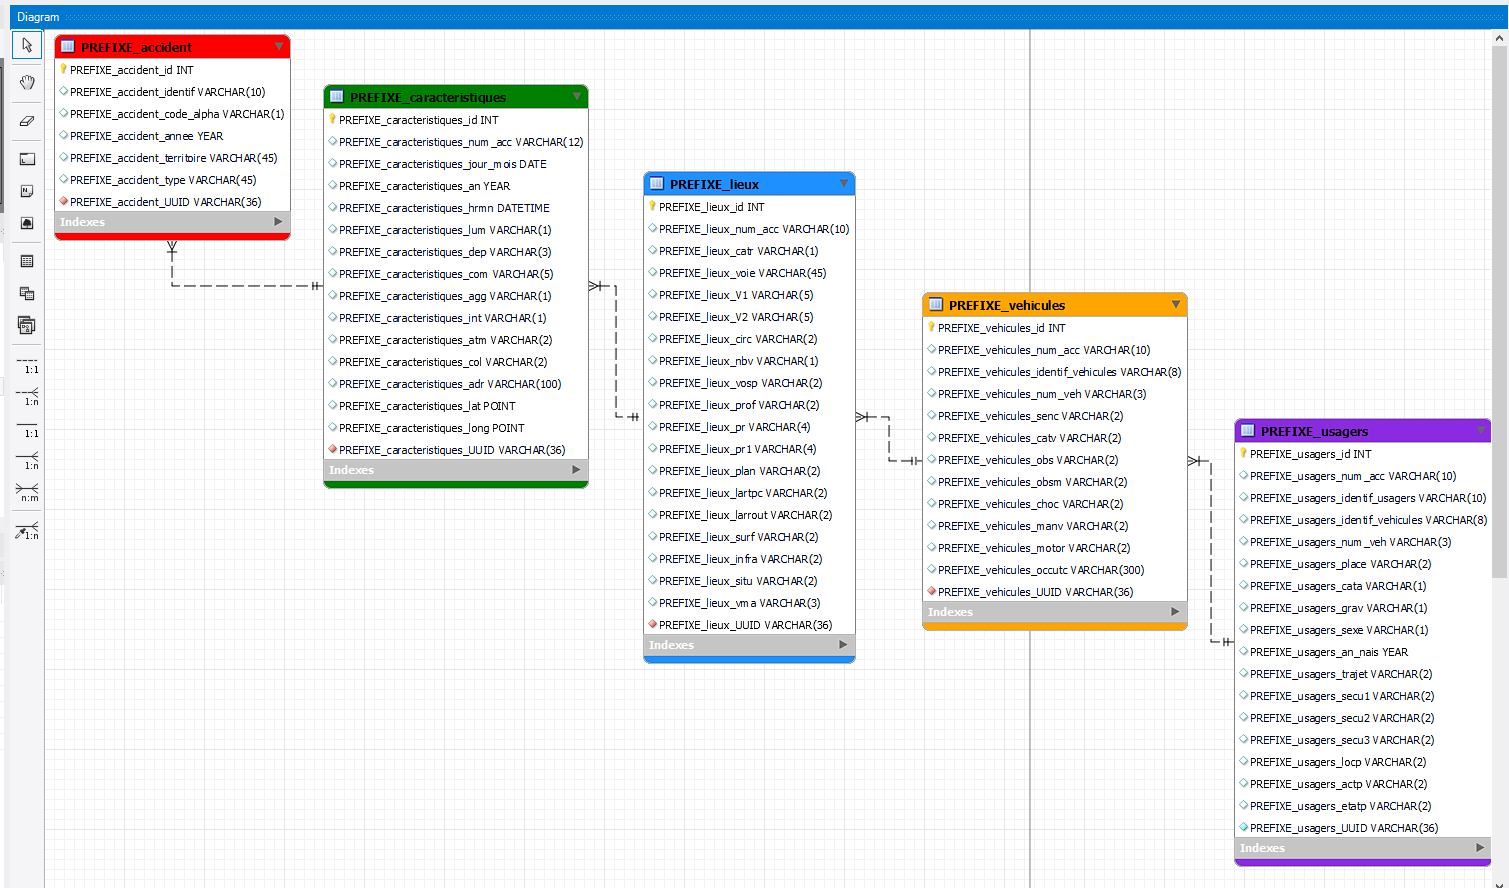 Diagram
PREFIXE_accident
PREFIXE_accident_id INT
PREFIXE_accident_identif VARCHAR(10)
PREFIXE_accident_code_alpha VARCHAR(1)
PREFIXE_accident_annee YEAR
PREFIXE_accident_territoire VARCHAR(45)
PREFIXE_accident_type VARCHAR(45)
PREFIXE_accident_UUID VARCHAR(36)
Indexes
PREFIXE_caracteristiques
PREFIXE_caracteristiques_id INT
PREFIXE_caracteristiques_num_acc VARCHAR(12)
PREFIXE_caracteristiques_jour_mois DATE
PREFIXE_caracteristiques_an YEAR
PREFIXE_caracteristiques_hrmn DATETIME
PREFIXE_caracteristiques_lum VARCHAR(1)
PREFIXE_caracteristiques_dep VARCHAR(3)
PREFIXE_caracteristiques_com VARCHAR(5)
PREFIXE_caracteristiques_agg VARCHAR(1)
PREFIXE_caracteristiques_int VARCHAR(1)
PREFIXE_caracteristiques_atm VARCHAR(2)
PREFIXE_caracteristiques_col VARCHAR(2)
PREFIXE_caracteristiques_adr VARCHAR(100)
PREFIXE_caracteristiques_lat POINT
PREFIXE_caracteristiques_long POINT
PREFIXE_caracteristiques_UUID VARCHAR(36)
Indexes
PREFIXE_lieux
PREFIXE_lieux_id INT
PREFIXE_lieux_num_acc VARCHAR(10)
PREFIXE_lieux_catr VARCHAR(1)
PREFIXE_lieux_voie VARCHAR(45)
PREFIXE_lieux_V1 VARCHAR(5)
PREFIXE_lieux_V2 VARCHAR(5)
PREFIXE_lieux_circ VARCHAR(2)
PREFIXE_lieux_nbv VARCHAR(1)
PREFIXE_lieux_vosp VARCHAR(2)
PREFIXE_lieux_prof VARCHAR(2)
PREFIXE_lieux_pr VARCHAR(4)
PREFIXE_lieux_pr1 VARCHAR(4)
PREFIXE_lieux_plan VARCHAR(2)
PREFIXE_lieux_lartpc VARCHAR(2)
PREFIXE_lieux_larrout VARCHAR(2)
PREFIXE_lieux_surf VARCHAR(2)
PREFIXE_lieux_infra VARCHAR(2)
PREFIXE_lieux_situ VARCHAR(2)
PREFIXE_lieux_vma VARCHAR(3)
PREFIXE_lieux_UUID VARCHAR(36)
Indexes
PREFIXE_vehicules
PREFIXE_vehicules_id INT
PREFIXE_vehicules_num_acc VARCHAR(10)
PREFIXE_vehicules_identif_vehicules VARCHAR(8)
PREFIXE_vehicules_num_veh VARCHAR(3)
PREFIXE_vehicules_senc VARCHAR(2)
PREFIXE_vehicules_catv VARCHAR(2)
PREFIXE_vehicules_obs VARCHAR(2)
PREFIXE_vehicules_obsm VARCHAR(2)
PREFIXE_vehicules_choc VARCHAR(2)
PREFIXE_vehicules_manv VARCHAR(2)
PREFIXE_vehicules_motor VARCHAR(2)
PREFIXE_vehicules_occutc VARCHAR(300)
PREFIXE_vehicules_UUID VARCHAR(36)
Indexes
PREFIXE_usagers
PREFIXE_usagers_id INT
PREFIXE_usagers_num_acc VARCHAR(10)
PREFIXE_usagers_identif_usagers VARCHAR(10)
PREFIXE_usagers_identif_vehicules VARCHAR(8)
PREFIXE_usagers_num_veh VARCHAR(3)
PREFIXE_usagers_place VARCHAR(2)
PREFIXE_usagers_cata VARCHAR(1)
PREFIXE_usagers_grav VARCHAR(1)
PREFIXE_usagers_sexe VARCHAR(1)
PREFIXE_usagers_an_nais YEAR
PREFIXE_usagers_trajet VARCHAR(2)
PREFIXE_usagers_secu1 VARCHAR(2)
PREFIXE_usagers_secu2 VARCHAR(2)
PREFIXE_usagers_secu3 VARCHAR(2)
PREFIXE_usagers_locp VARCHAR(2)
PREFIXE_usagers_actp VARCHAR(2)
PREFIXE_usagers_etatp VARCHAR(2)
PREFIXE_usagers_UUID VARCHAR(36)
Indexes
1:1
1:n
1:1
1:n
n:m
1:n